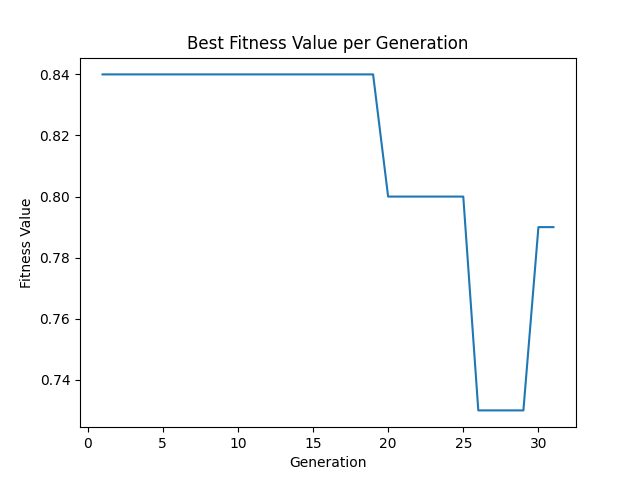 Best Fitness Value per Generation
0.84
0.82
0.80
0.78
0.76
0.74
Fitness Value
0 5 10 15 20 25 30
Generation